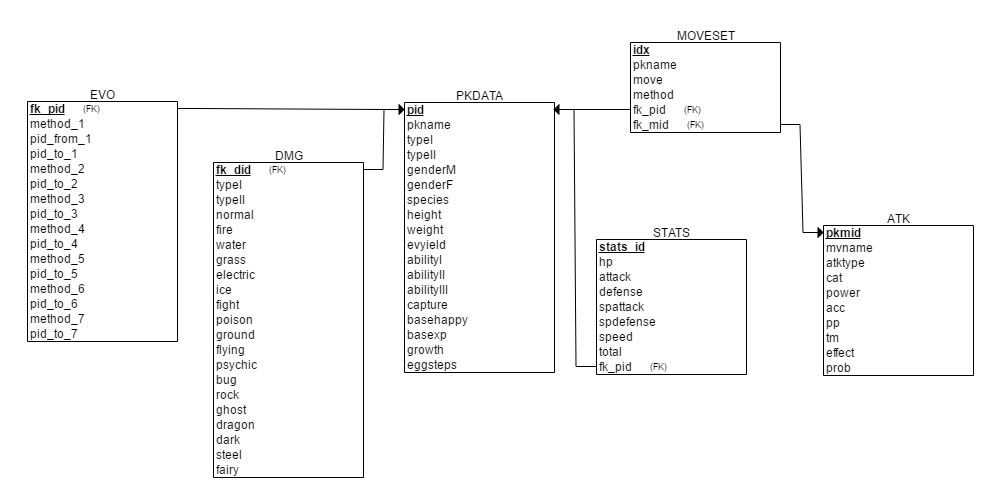 EVO
fk_pid (FK)
method_1
pid_from_1
pid_to_1
method_2
pid_to_2
method_3
pid_to_3
method_4
pid_to_4
method_5
pid_to_5
method_6
pid_to_6
method_7
pid_to_7
DMG
fk_did (FK)
typeI
typeII
normal
fire
water
grass
electric
ice
fight
poison
ground
flying
psychic
bug
rock
ghost
dragon
dark
steel
fairy
PKDATA
pid
pkname
typeI
typeII
genderM
genderF
species
height
weight
evyield
abilityI
abilityII
abilityIII
capture
basehappy
basexp
growth
eggsteps
MOVESET
idx
pkname
move
method
fk_pid (FK)
fk_mid (FK)
STATS
stats_id
hp
attack
defense
spattack
spdefense
speed
total
fk_pid (FK)
ATK
pkmid
mvname
atktype
cat
power
acc
pp
tm
effect
prob